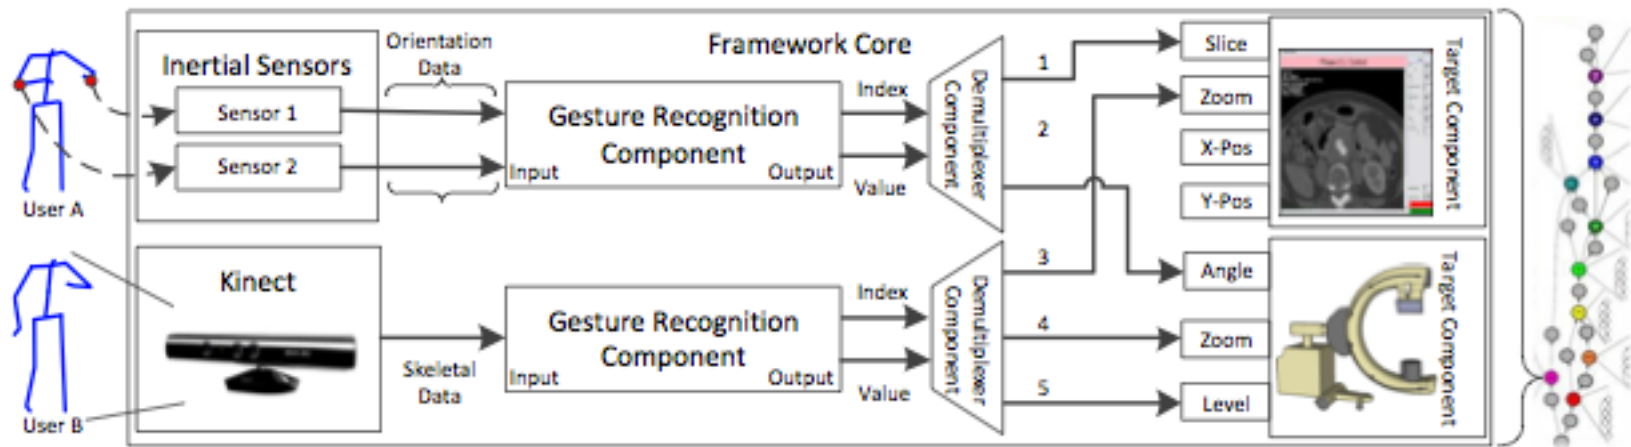 Framework Core
Inertial Sensors
Sensor 1
Sensor 2
User A
Orientation
Data
Gesture Recognition
Component
Input
Output
Index
Value
Demultiplexer
Component
1
2
Slice
Zoom
X-Pos
Y-Pos
Target Component
Kinect
User B
Skeletal
Data
Gesture Recognition
Component
Input
Output
Index
Value
Demultiplexer
Component
3
4
5
Angle
Zoom
Level
Target Component